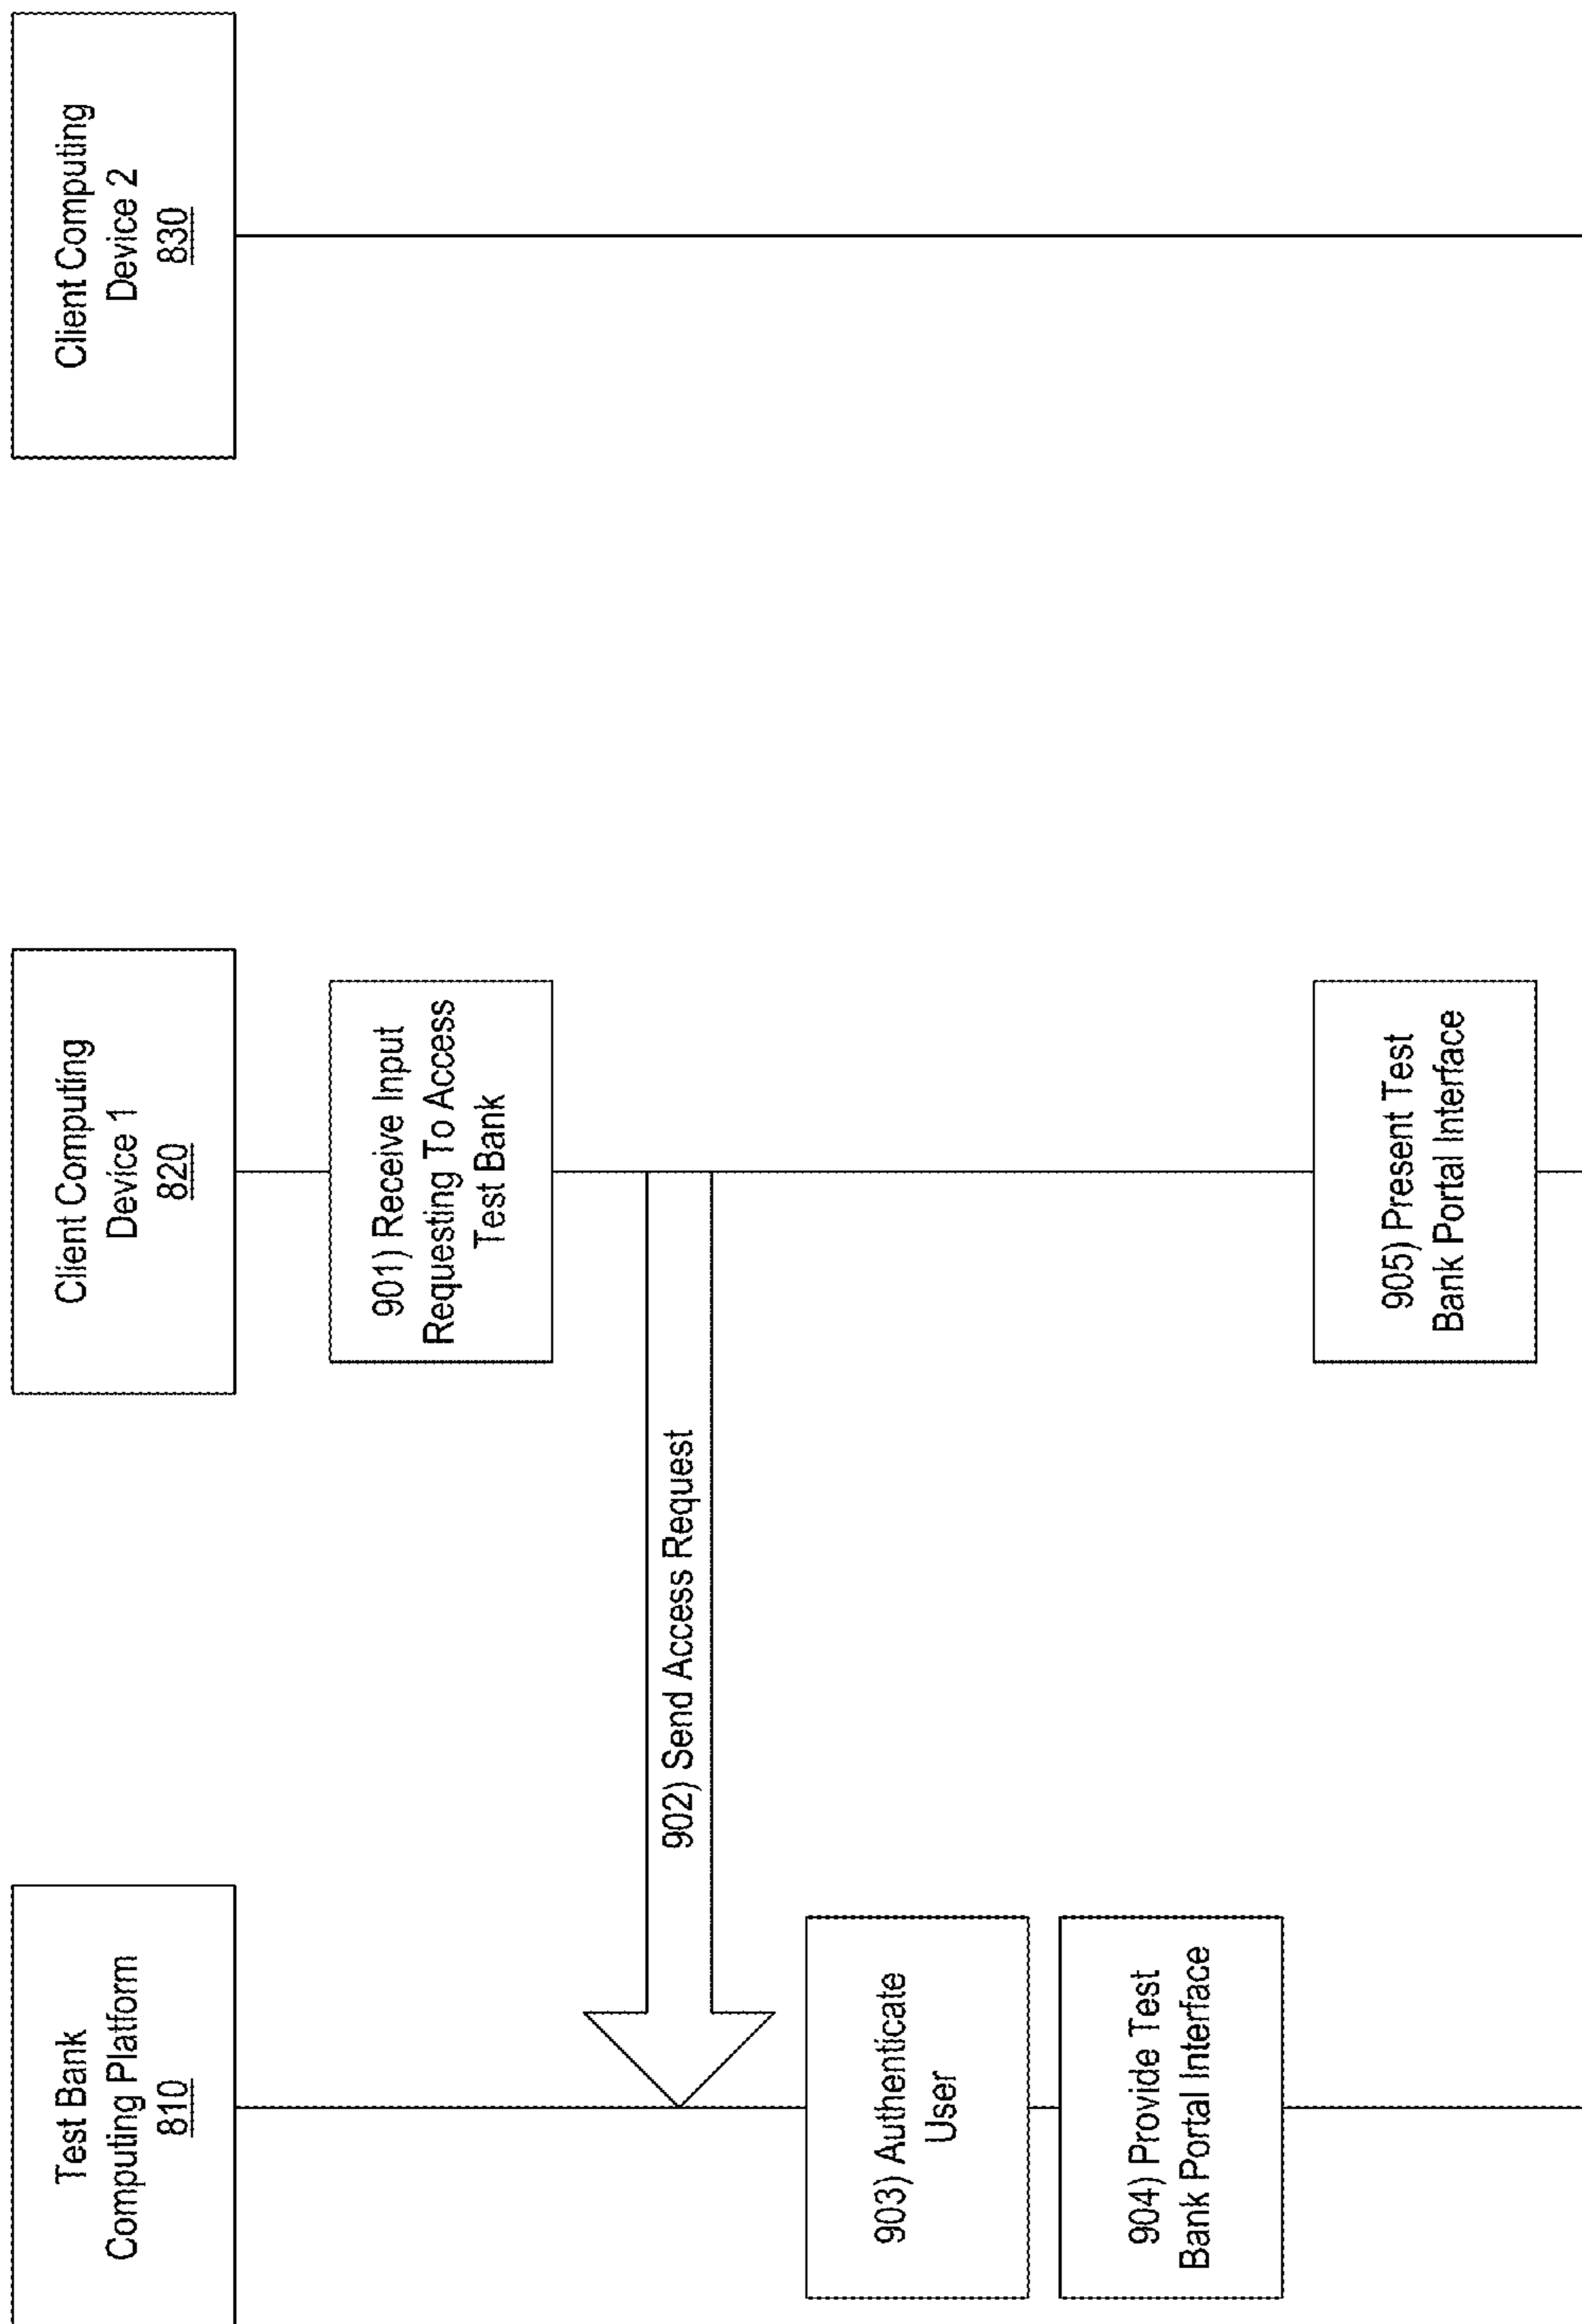 Test Bank
Computing Platform
810
Client Computing
Device 1
820
Client Computing
Device 2
830
901) Receive Input
Requesting To Access
Test Bank
902) Send Access Request
903) Authenticate
User
904) Provide Test
Bank Portal Interface
905) Present Test
Bank Portal Interface